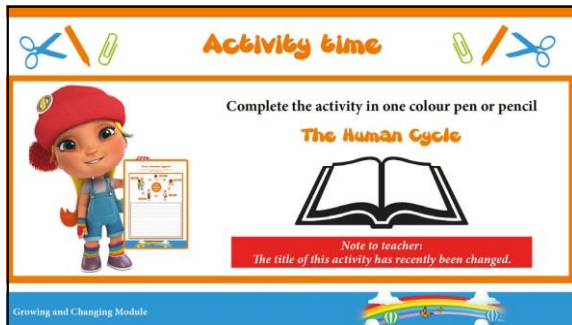 Activity time
Complete the activity in one colour pen or pencil
The Human Cycle
Note to teacher:
The title of this activity has recently been changed.
Growing and Changing Module